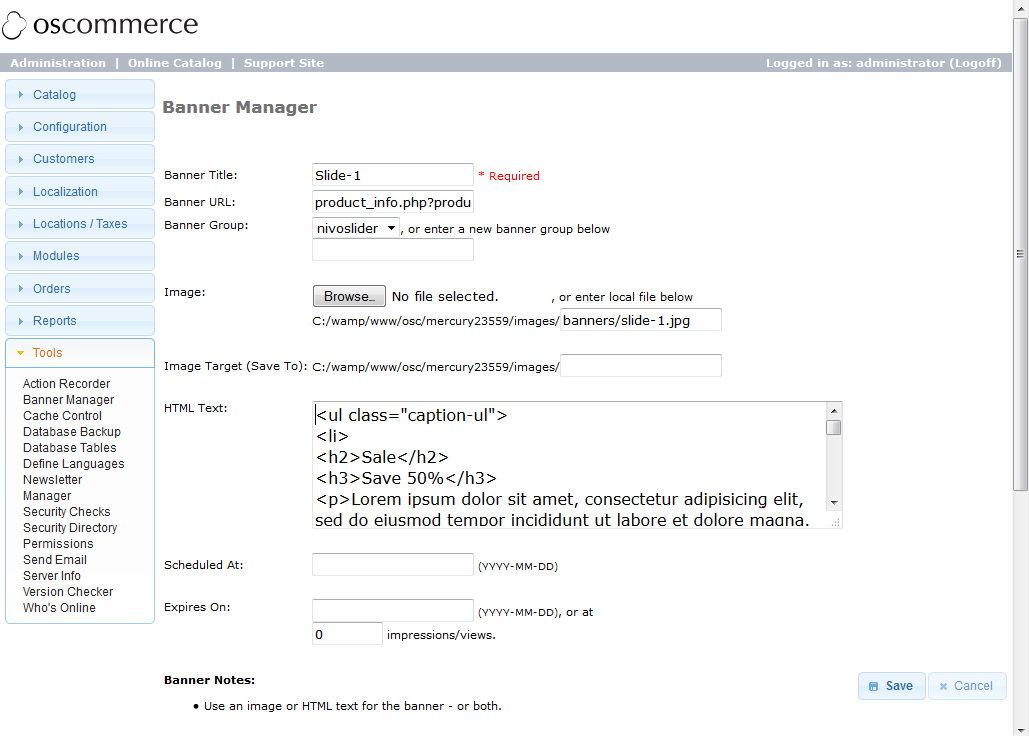 oscommerce
Administration | Online Catalog | Support Site
Logged in as: administrator (Logoff)
Catalog
Configuration
Customers
Localization
Locations / Taxes
Modules
Orders
Reports
Tools
Action Recorder
Banner Manager
Cache Control
Database Backup
Database Tables
Define Languages
Newsletter
Manager
Security Checks
Security Directory
Permissions
Send Email
Server Info
Version Checker
Who's Online
Banner Manager
Banner Title: Slide-1 * Required
Banner URL: product_info.php?produ
Banner Group: nivoslider , or enter a new banner group below
Image: Browse... No file selected. , or enter local file below
C:/wamp/www/osc/mercury23559/images/ banners/slide-1.jpg
Image Target (Save To): C:/wamp/www/osc/mercury23559/images/
HTML Text: <ul class="caption-ul">
<li>
<h2>Sale</h2>
<h3>Save 50%</h3>
<p>Lorem ipsum dolor sit amet, consectetur adipisicing elit,
sed do eiusmod tempor incididunt ut labore et dolore magna.
Scheduled At: (YYYY-MM-DD)
Expires On: (YYYY-MM-DD), or at
0 impressions/views.
Banner Notes:
Save Cancel
• Use an image or HTML text for the banner - or both.